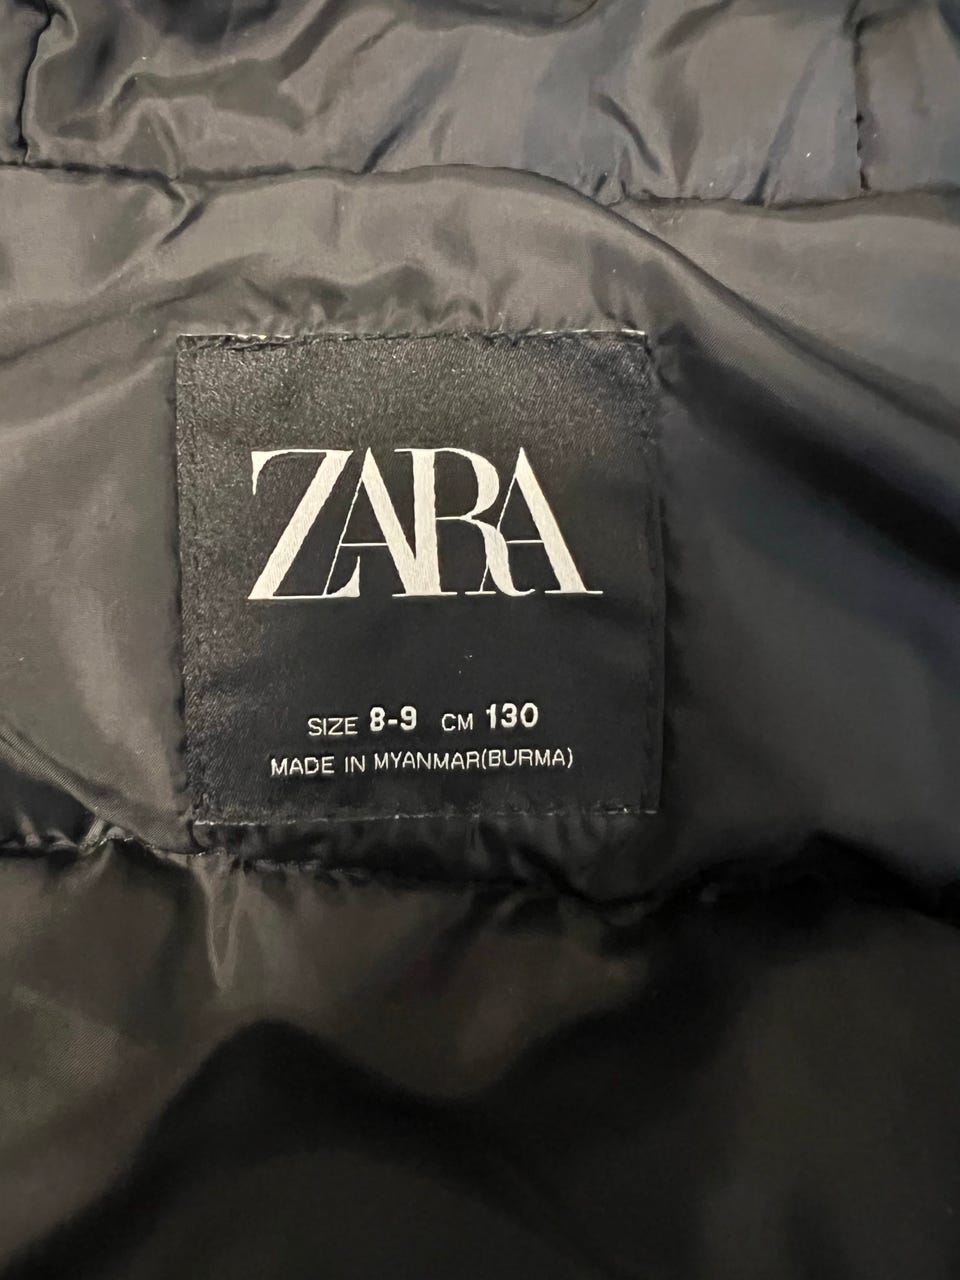 ZARA
SIZE 8-9 CM 130
MADE IN MYANMAR(BURMA)